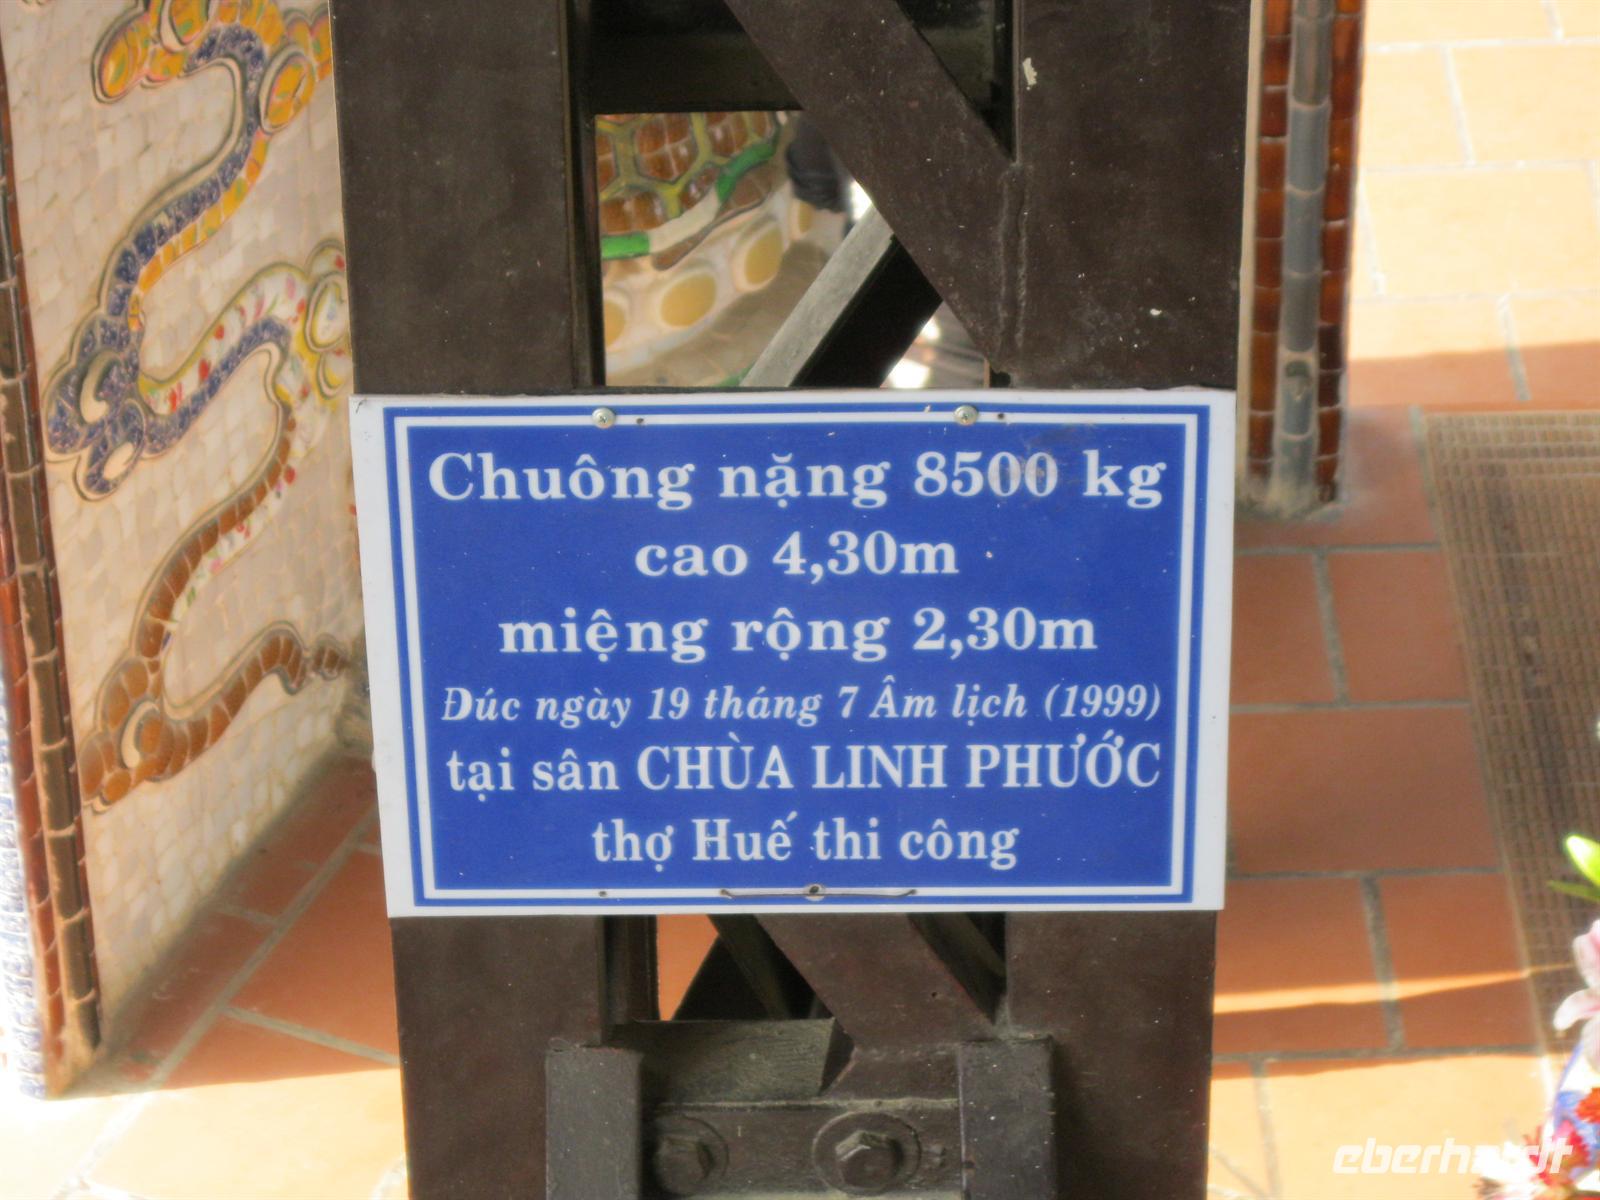 Chuông nặng 8500 kg
cao 4,30m
miệng rộng 2,30m
Đúc ngày 19 tháng 7 Âm lịch (1999)
tại sân CHÙA LINH PHƯỚC
thợ Huế thi công
eberhardt